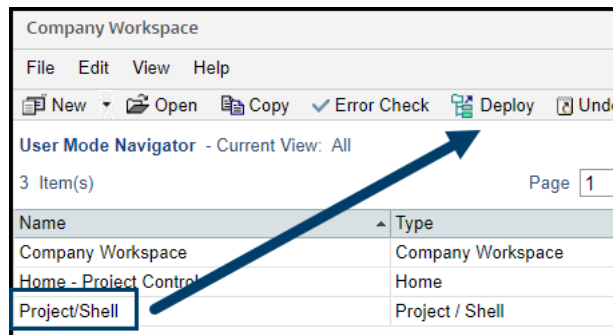 Company Workspace
File Edit View Help
New Open Copy Error Check Deploy
User Mode Navigator - Current View: All
3 Item(s) Page 1
Name Type
Company Workspace Company Workspace
Home - Project Control Home
Project/Shell Project / Shell